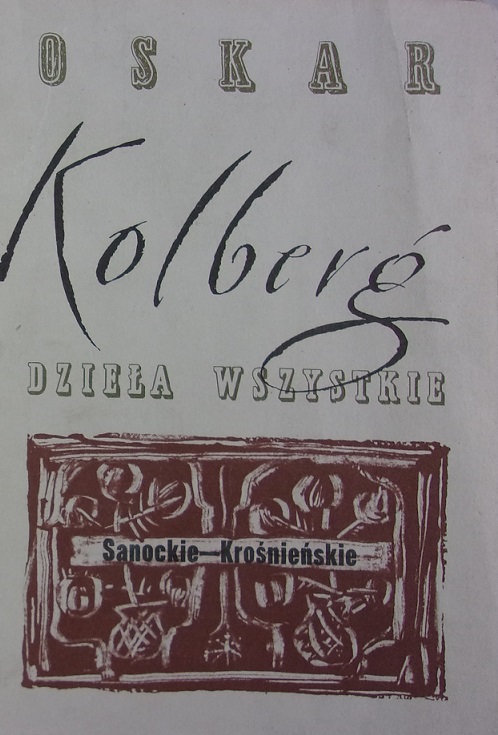 OSKAR
Kolberg
DZIEŁA WSZYSTKIE
Sanockie—Krośnieńskie